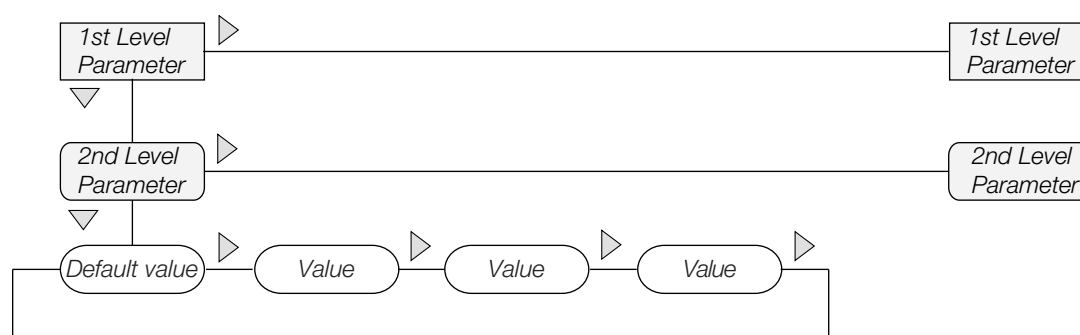 1st Level
Parameter
1st Level
Parameter
2nd Level
Parameter
2nd Level
Parameter
Default value
Value
Value
Value